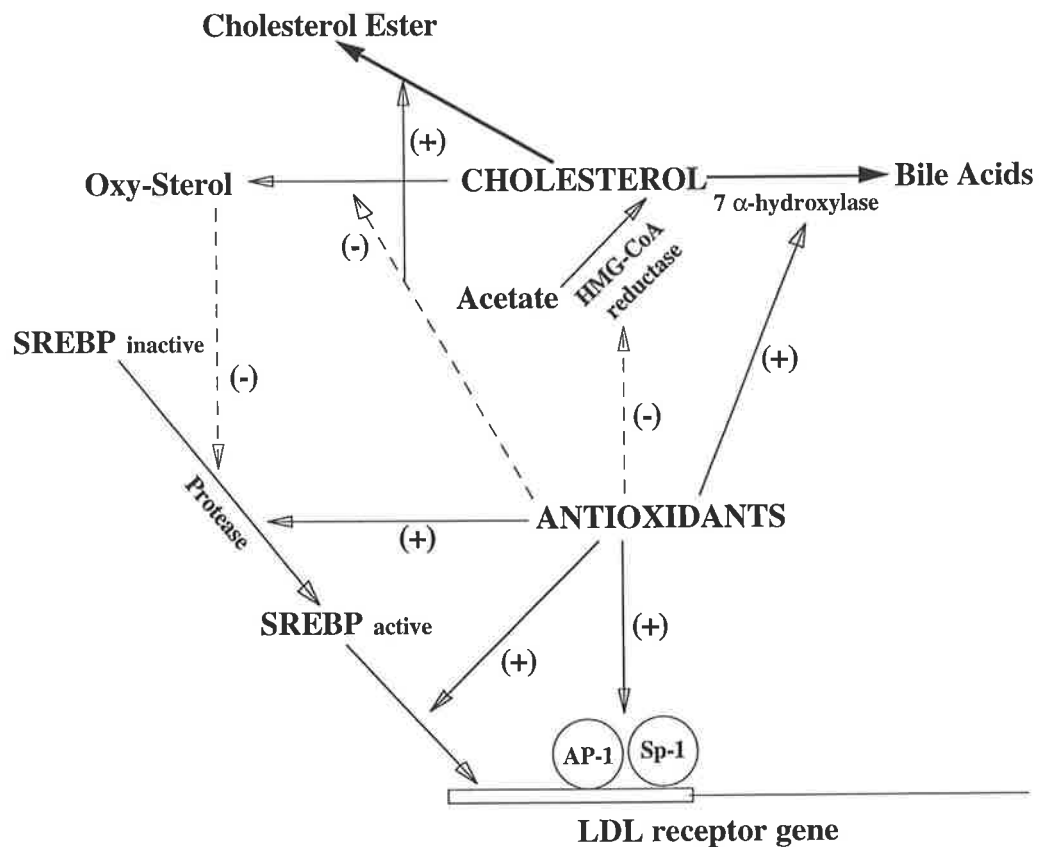 Cholesterol Ester
(+)
Oxy-Sterol
CHOLESTEROL
Bile Acids
7 α-hydroxylase
(-)
HMG-CoA
reductase
Acetate
SREBP inactive
(-)
(+)
(-)
Protease
ANTIOXIDANTS
(+)
SREBP active
(+)
(+)
AP-1
Sp-1
LDL receptor gene